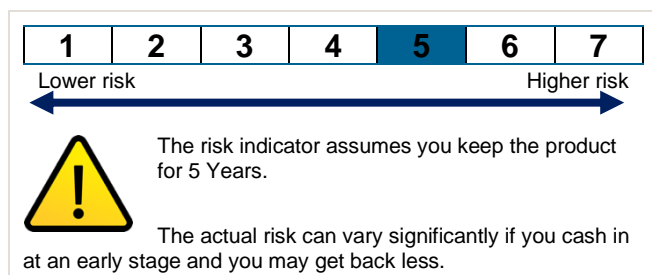 1 2 3 4 5 6 7
Lower risk Higher risk
The risk indicator assumes you keep the product
for 5 Years.
The actual risk can vary significantly if you cash in
at an early stage and you may get back less.